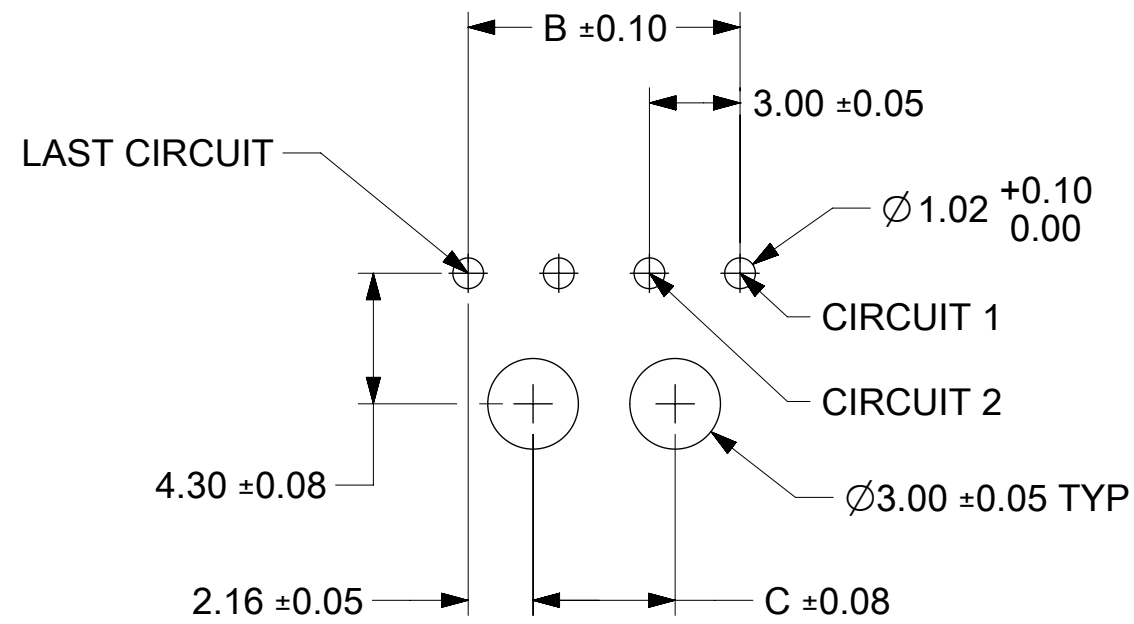 B ±0.10
3.00 ±0.05
LAST CIRCUIT
∅1.02 +0.10
0.00
CIRCUIT 1
CIRCUIT 2
4.30 ±0.08
∅3.00 ±0.05 TYP
2.16 ±0.05
C ±0.08